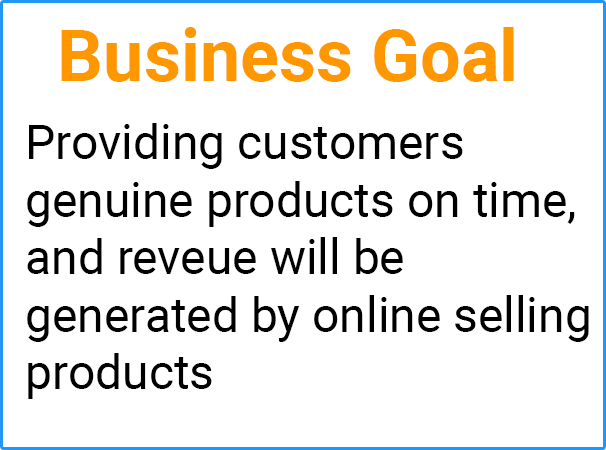 Business Goal
Providing customers
genuine products on time,
and reveue will be
generated by online selling
products